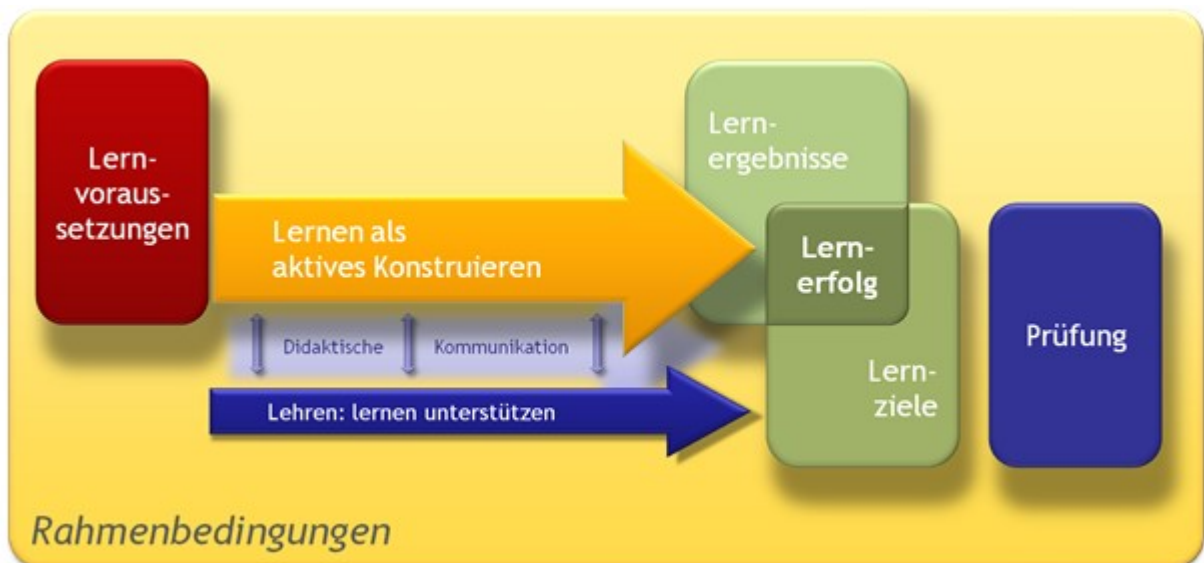 Lern-
voraus-
setzungen
Lernen als
aktives Konstruieren
Didaktische Kommunikation
Lehren: lernen unterstützen
Lern-
ergebnisse
Lern-
erfolg
Lern-
ziele
Prüfung
Rahmenbedingungen